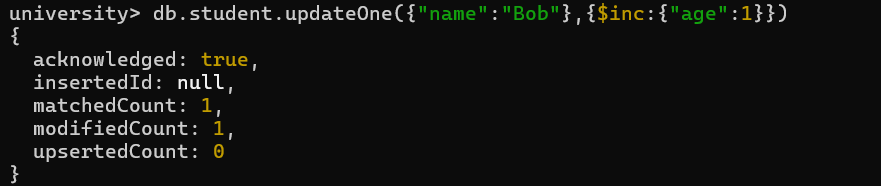 university> db.student.updateOne({"name":"Bob"},{$inc:{"age":1}})
{
  acknowledged: true,
  insertedId: null,
  matchedCount: 1,
  modifiedCount: 1,
  upsertedCount: 0
}